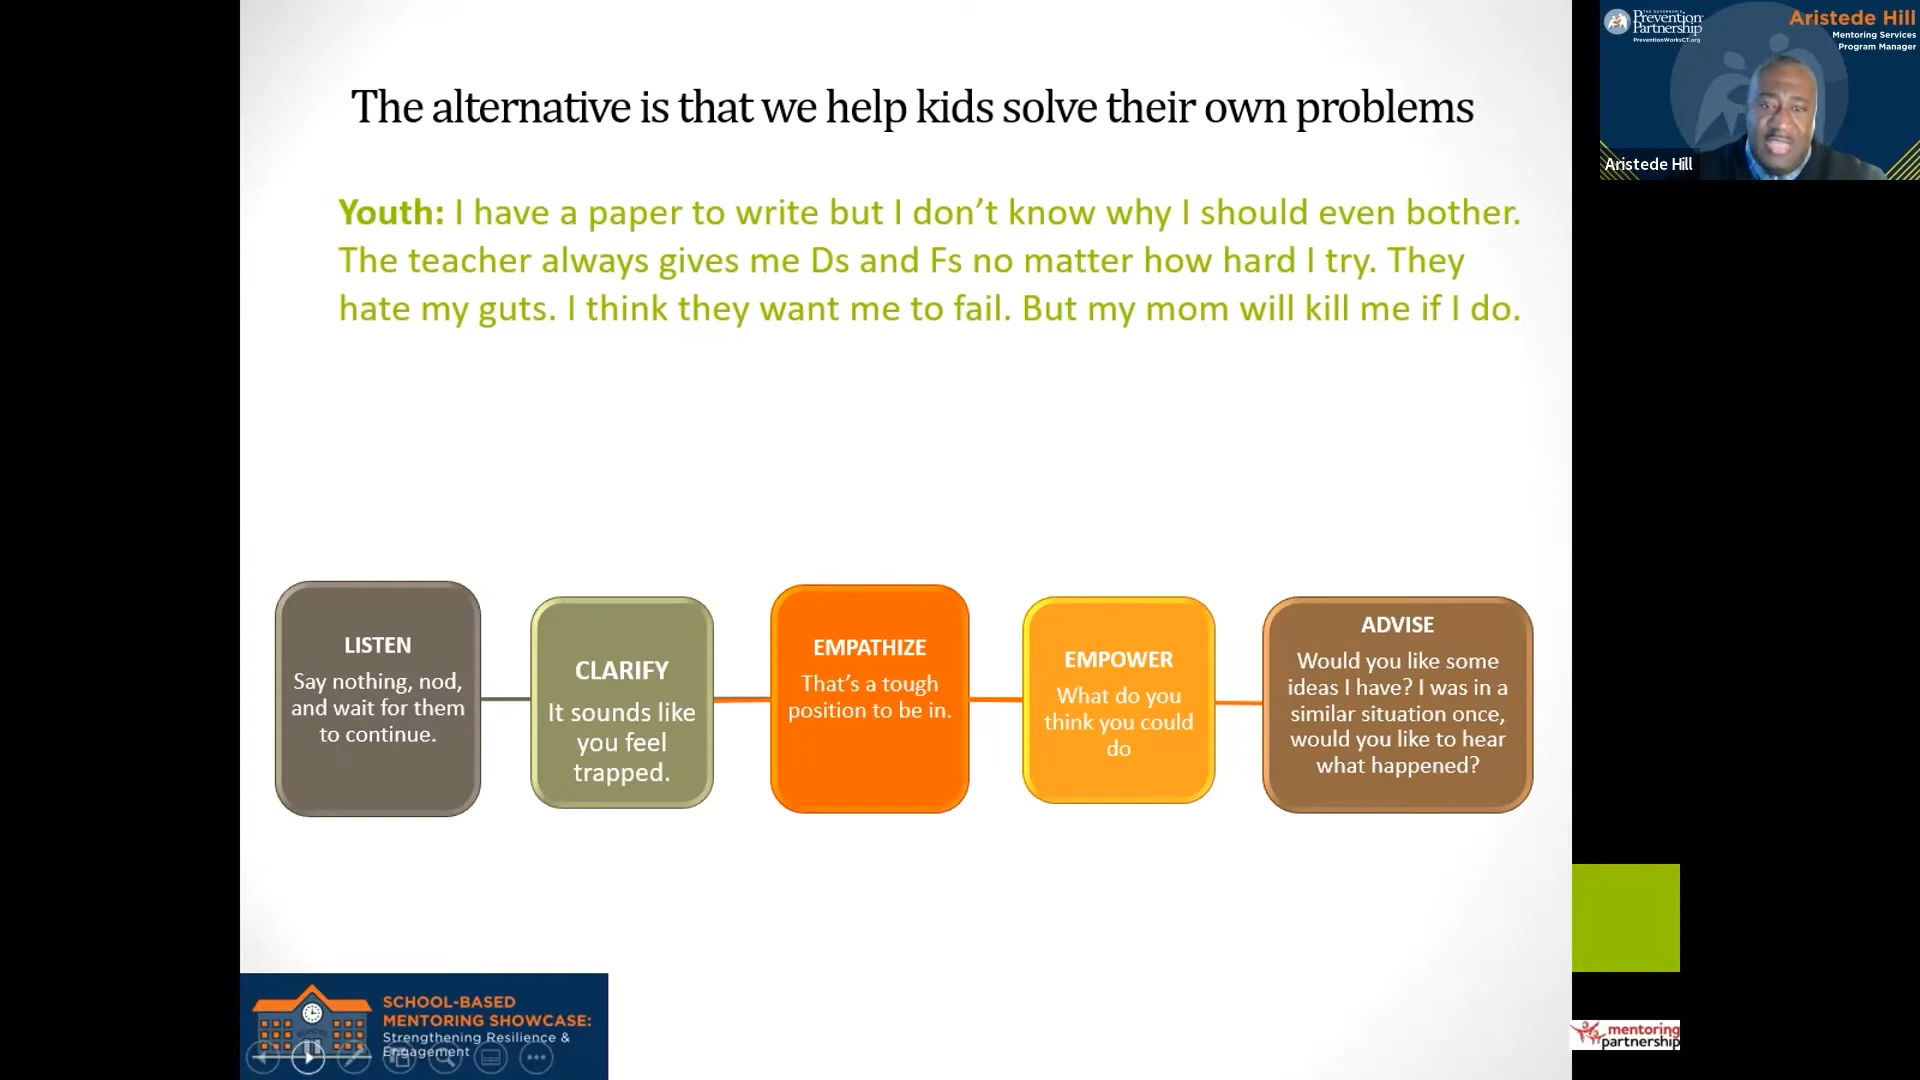 The alternative is that we help kids solve their own problems
Youth: I have a paper to write but I don’t know why I should even bother.
The teacher always gives me Ds and Fs no matter how hard I try. They
hate my guts. I think they want me to fail. But my mom will kill me if I do.
LISTEN
Say nothing, nod,
and wait for them
to continue.
CLARIFY
It sounds like
you feel
trapped.
EMPATHIZE
That’s a tough
position to be in.
EMPOWER
What do you
think you could
do
ADVISE
Would you like some
ideas I have? I was in a
similar situation once,
would you like to hear
what happened?
SCHOOL-BASED
MENTORING SHOWCASE:
Strengthening Resilience &
Engagement
mentoring
partnership
THE GOVERNOR'S
Prevention
Partnership
PreventionWorksCT.org
Aristede Hill
Mentoring Services
Program Manager
Aristede Hill